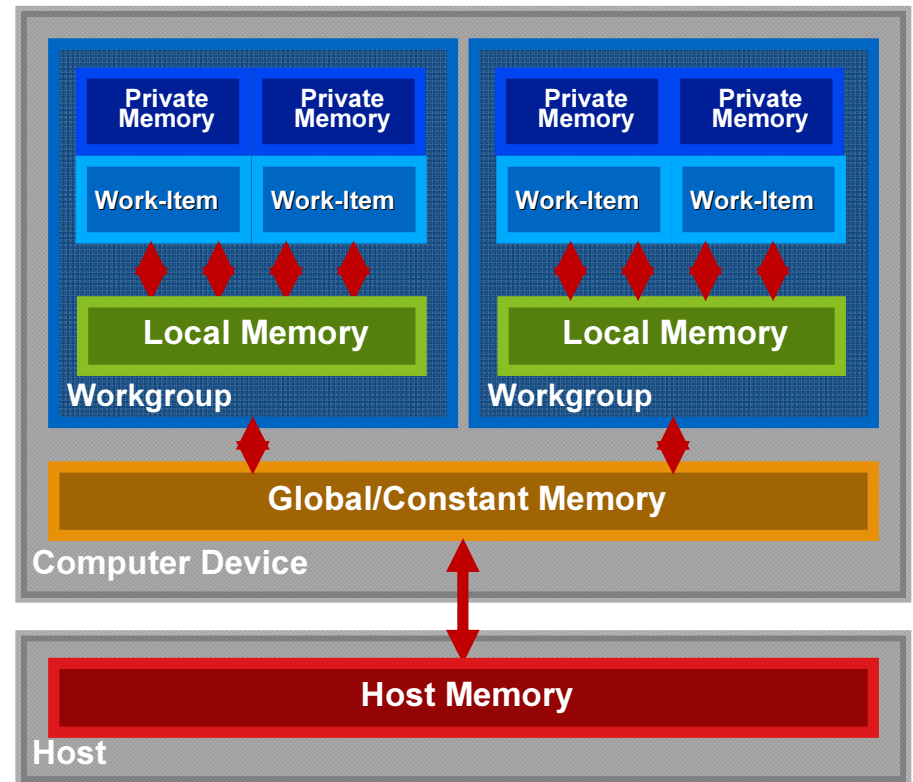 Private
Memory
Private
Memory
Private
Memory
Private
Memory
Work-Item
Work-Item
Work-Item
Work-Item
Local Memory
Local Memory
Workgroup
Workgroup
Global/Constant Memory
Computer Device
Host Memory
Host